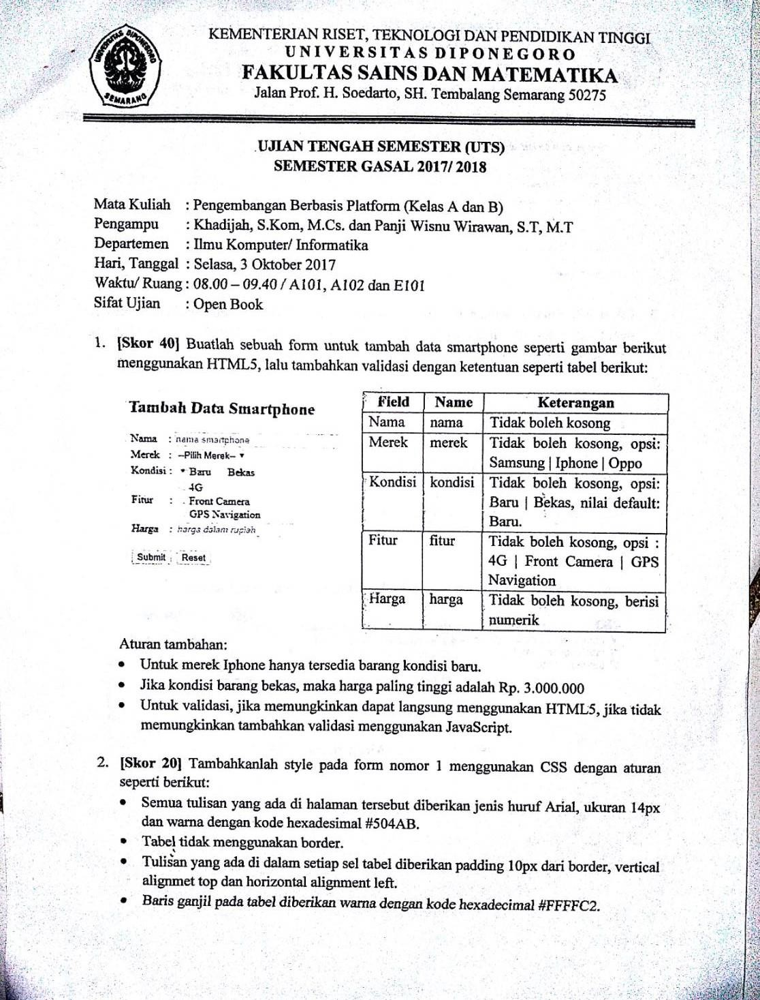 UNIVERSITAS DIPONEGORO
SEMARANG
KEMENTERIAN RISET, TEKNOLOGI DAN PENDIDIKAN TINGGI
UNIVERSITAS DIPONEGORO
FAKULTAS SAINS DAN MATEMATIKA
Jalan Prof. H. Soedarto, SH. Tembalang Semarang 50275
UJIAN TENGAH SEMESTER (UTS)
SEMESTER GASAL 2017/ 2018
Mata Kuliah : Pengembangan Berbasis Platform (Kelas A dan B)
Pengampu : Khadijah, S.Kom, M.Cs. dan Panji Wisnu Wirawan, S.T, M.T
Departemen : Ilmu Komputer/ Informatika
Hari, Tanggal : Selasa, 3 Oktober 2017
Waktu/ Ruang : 08.00 – 09.40 / A101, A102 dan E101
Sifat Ujian : Open Book
1. [Skor 40] Buatlah sebuah form untuk tambah data smartphone seperti gambar berikut
menggunakan HTML5, lalu tambahkan validasi dengan ketentuan seperti tabel berikut:
Tambah Data Smartphone
Nama : nama smartphone
Merek : --Pilih Merek--
Kondisi : Baru Bekas
4G
Fitur : Front Camera
GPS Navigation
Harga : harga dalam rupiah
Submit Reset
Field Name Keterangan
Nama nama Tidak boleh kosong
Merek merek Tidak boleh kosong, opsi:
Samsung | Iphone | Oppo
Kondisi kondisi Tidak boleh kosong, opsi:
Baru | Bekas, nilai default:
Baru.
Fitur fitur Tidak boleh kosong, opsi :
4G | Front Camera | GPS
Navigation
Harga harga Tidak boleh kosong, berisi
numerik
Aturan tambahan:
• Untuk merek Iphone hanya tersedia barang kondisi baru.
• Jika kondisi barang bekas, maka harga paling tinggi adalah Rp. 3.000.000
• Untuk validasi, jika memungkinkan dapat langsung menggunakan HTML5, jika tidak
memungkinkan tambahkan validasi menggunakan JavaScript.
2. [Skor 20] Tambahkanlah style pada form nomor 1 menggunakan CSS dengan aturan
seperti berikut:
• Semua tulisan yang ada di halaman tersebut diberikan jenis huruf Arial, ukuran 14px
dan warna dengan kode hexadesimal #504AB.
• Tabel tidak menggunakan border.
• Tulisan yang ada di dalam setiap sel tabel diberikan padding 10px dari border, vertical
alignmet top dan horizontal alignment left.
• Baris ganjil pada tabel diberikan warna dengan kode hexadecimal #FFFFC2.